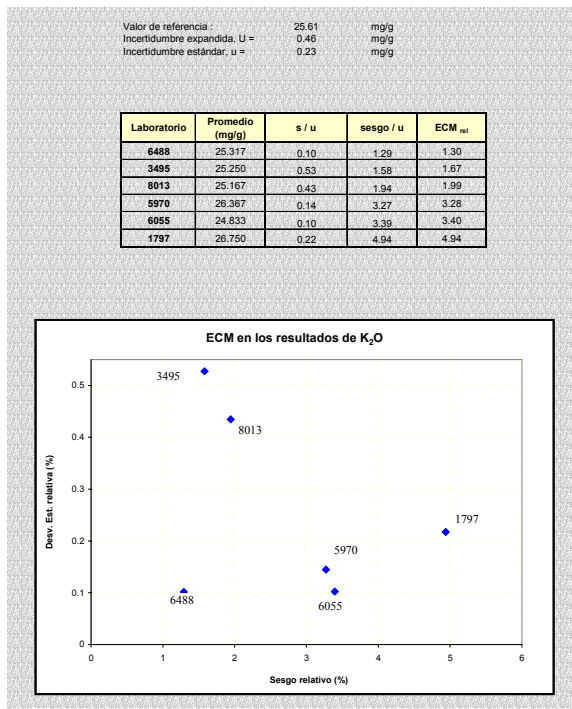 Valor de referencia : 25.61 mg/g
Incertidumbre expandida, U = 0.46 mg/g
Incertidumbre estándar, u = 0.23 mg/g
Laboratorio Promedio (mg/g) s / u sesgo / u ECM rel
6488 25.317 0.10 1.29 1.30
3495 25.250 0.53 1.58 1.67
8013 25.167 0.43 1.94 1.99
5970 26.367 0.14 3.27 3.28
6055 24.833 0.10 3.39 3.40
1797 26.750 0.22 4.94 4.94
ECM en los resultados de K2O
0.5
0.4
0.3
0.2
0.1
0
Desv. Est. relativa (%)
3495
8013
1797
5970
6488
6055
0 1 2 3 4 5 6
Sesgo relativo (%)